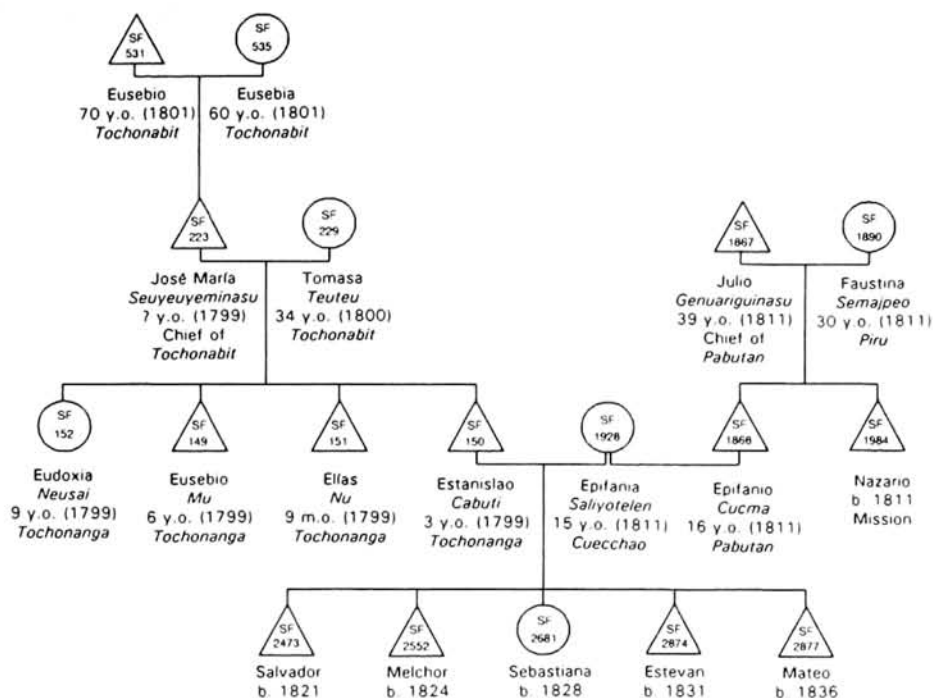 SF
531
SF
535
Eusebio
70 y.o. (1801)
Tochonabit
Eusebia
60 y.o. (1801)
Tochonabit
SF
223
SF
229
José María
Seuyeuyeminasu
? y.o. (1799)
Chief of
Tochonabit
Tomasa
Teuteu
34 y.o. (1800)
Tochonabit
SF
1867
SF
1890
Julio
Genuariguinasu
39 y.o. (1811)
Chief of
Pabutan
Faustina
Semajpeo
30 y.o. (1811)
Piru
SF
152
Eudoxia
Neusai
9 y.o. (1799)
Tochonanga
SF
149
Eusebio
Mu
6 y.o. (1799)
Tochonanga
SF
151
Elías
Nu
9 m.o. (1799)
Tochonanga
SF
150
Estanislao
Cabuti
3 y.o. (1799)
Tochonanga
SF
1928
Epifania
Saliyotelen
15 y.o. (1811)
Cuecchao
SF
1866
Epifanio
Cucma
16 y.o. (1811)
Pabutan
SF
1984
Nazario
b. 1811
Mission
SF
2473
Salvador
b. 1821
SF
2552
Melchor
b. 1824
SF
2681
Sebastiana
b. 1828
SF
2874
Estevan
b. 1831
SF
2877
Mateo
b. 1836